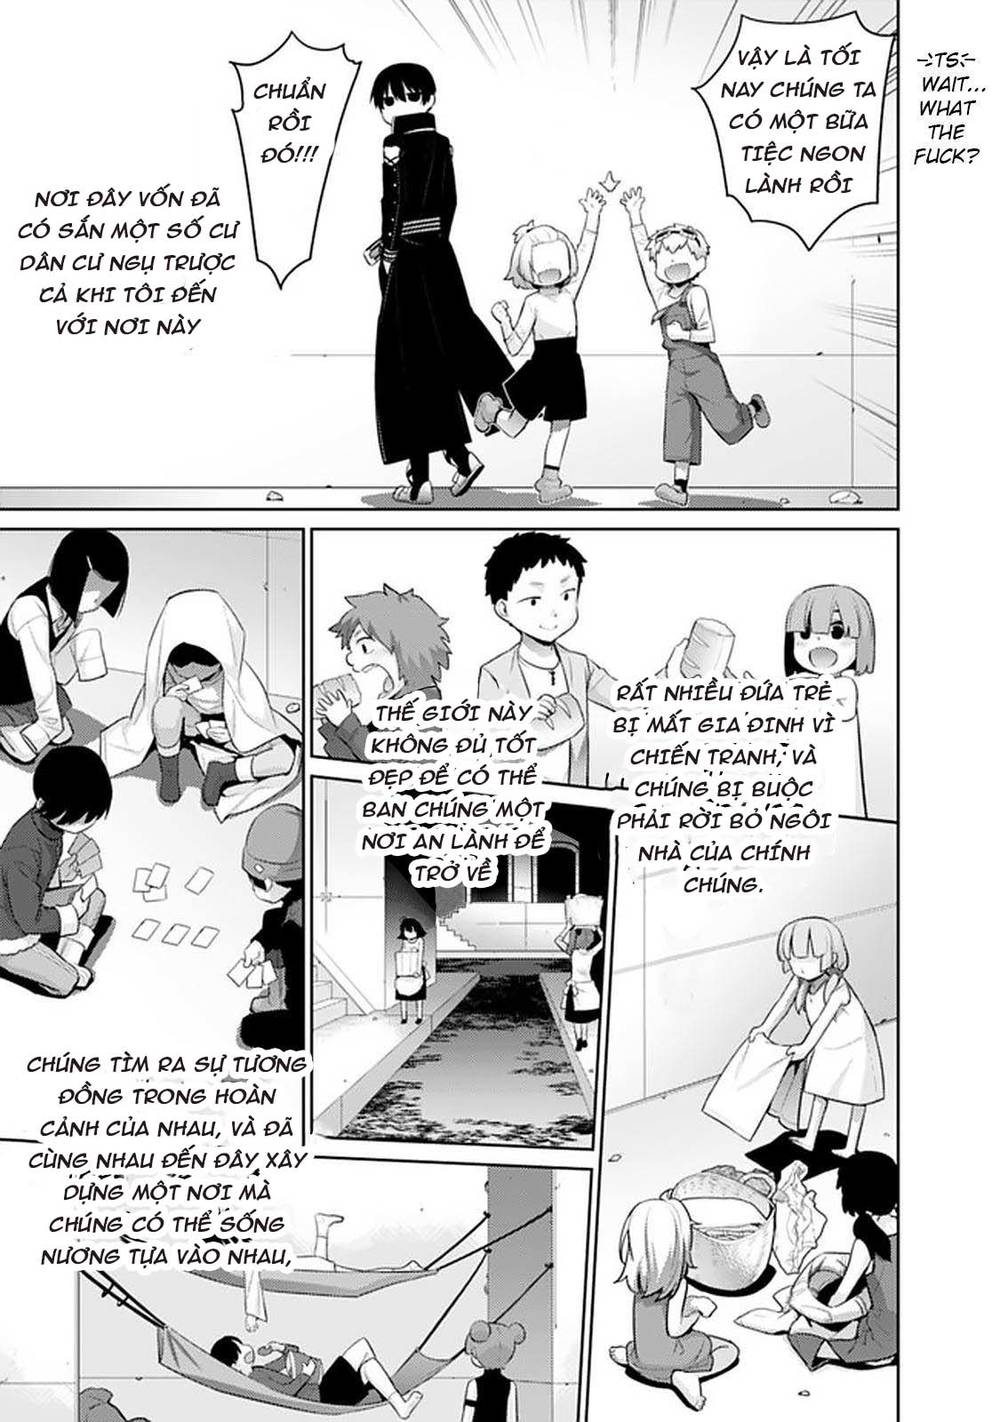 -:TS:-
WAIT...
WHAT
THE
FUCK?
VẬY LÀ TỐI
NAY CHÚNG TA
CÓ MỘT BỮA
TIỆC NGON
LÀNH RỒI
CHUẨN
RỒI
ĐÓ!!!
NƠI ĐÂY VỐN ĐÃ
CÓ SẮN MỘT SỐ CƯ
DÂN CƯ NGỤ TRƯỢC
CẢ KHI TÔI ĐẾN
VỚI NƠI NÀY
RẤT NHIỀU ĐỨA TRẺ
BỊ MẤT GIA ĐINH VÌ
CHIẾN TRANH, VÀ
CHÚNG BỊ BUỘC
PHẢI RỜI BỎ NGÔI
NHÀ CỦA CHÍNH
CHÚNG.
THẾ GIỚI NÀY
KHÔNG ĐỦ TỐT
ĐẸP ĐỂ CÓ THỂ
BAN CHÚNG MỘT
NƠI AN LÀNH ĐỂ
TRỞ VỀ
CHÚNG TÌM RA SỰ TƯƠNG
ĐỒNG TRONG HOÀN
CẢNH CỦA NHAU, VÀ ĐÃ
CÙNG NHAU ĐẾN ĐÂY XÂY
DỰNG MỘT NƠI MÀ
CHÚNG CÓ THỂ SỐNG
NƯƠNG TỰA VÀO NHAU,